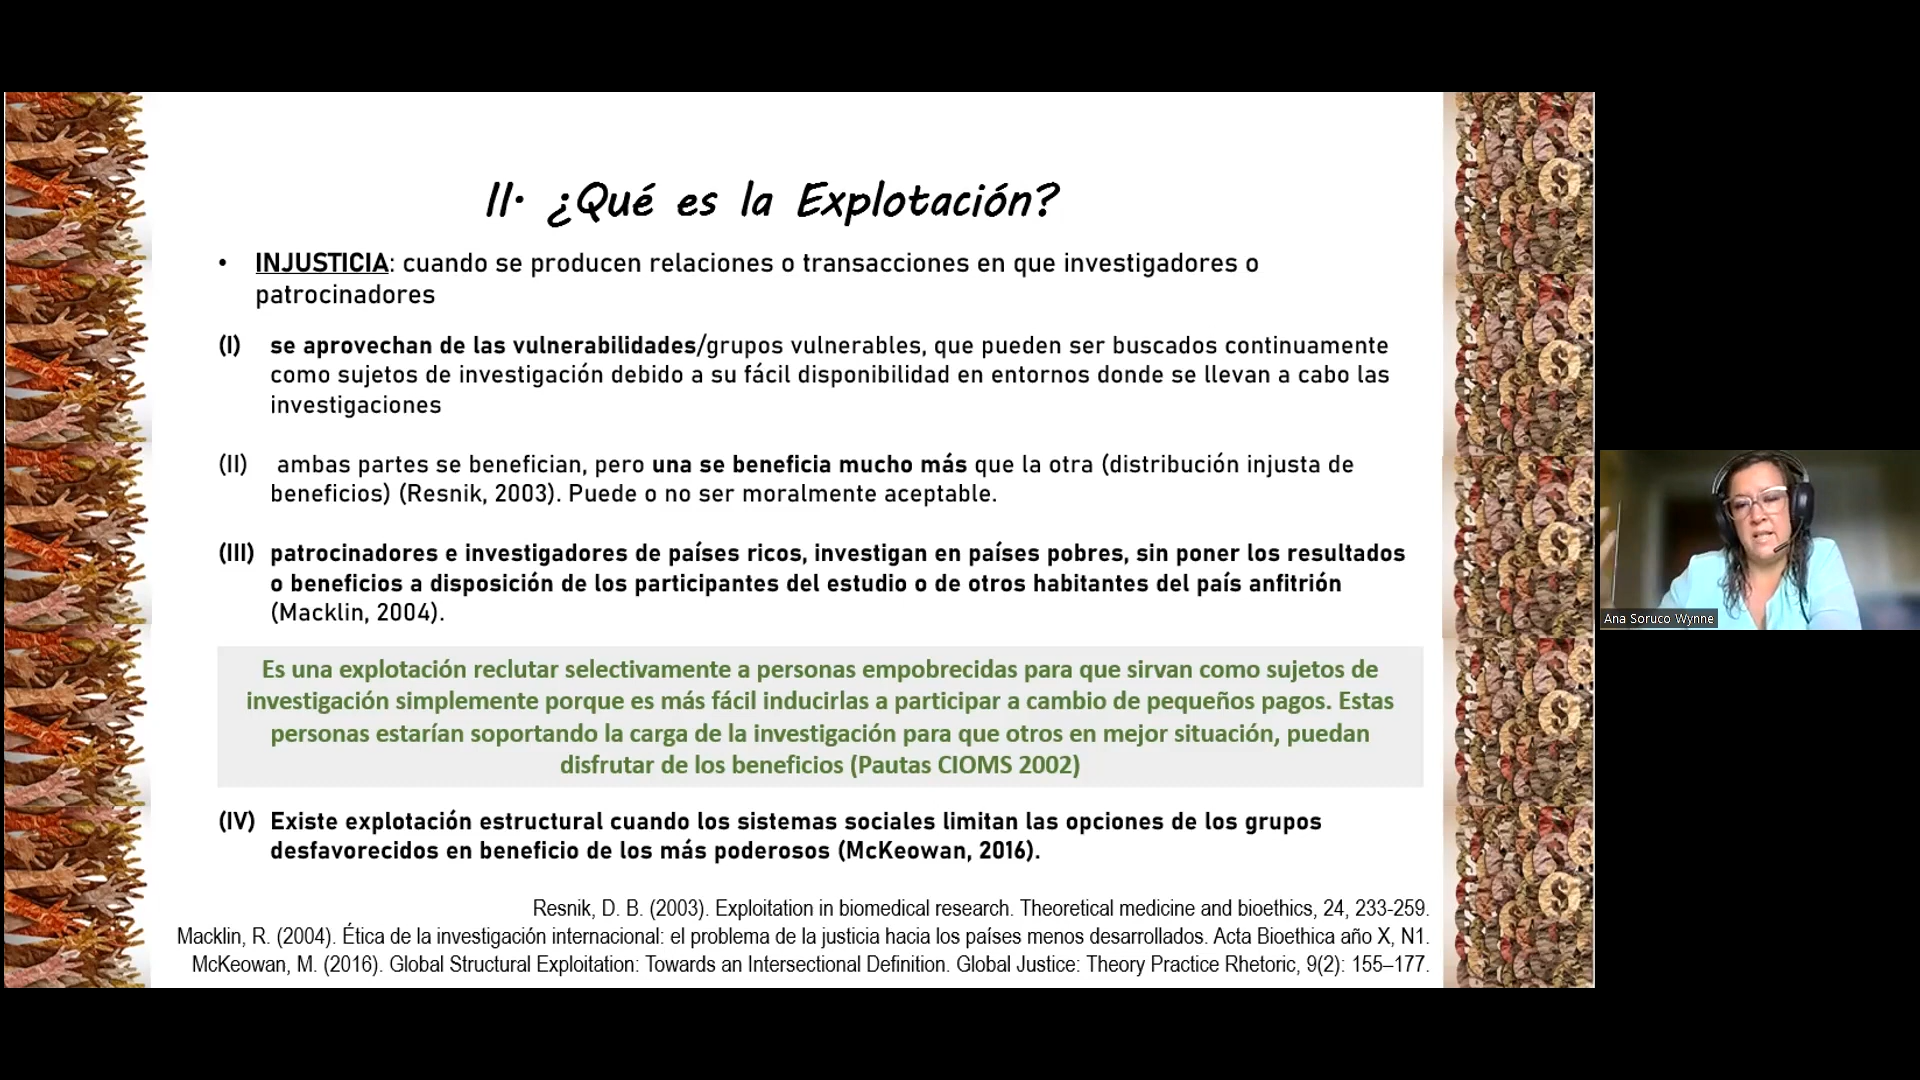 II. ¿Qué es la Explotación?
• INJUSTICIA: cuando se producen relaciones o transacciones en que investigadores o
patrocinadores
(I) se aprovechan de las vulnerabilidades/grupos vulnerables, que pueden ser buscados continuamente
como sujetos de investigación debido a su fácil disponibilidad en entornos donde se llevan a cabo las
investigaciones
(II) ambas partes se benefician, pero una se beneficia mucho más que la otra (distribución injusta de
beneficios) (Resnik, 2003). Puede o no ser moralmente aceptable.
(III) patrocinadores e investigadores de países ricos, investigan en países pobres, sin poner los resultados
o beneficios a disposición de los participantes del estudio o de otros habitantes del país anfitrión
(Macklin, 2004).
Es una explotación reclutar selectivamente a personas empobrecidas para que sirvan como sujetos de
investigación simplemente porque es más fácil inducirlas a participar a cambio de pequeños pagos. Estas
personas estarían soportando la carga de la investigación para que otros en mejor situación, puedan
disfrutar de los beneficios (Pautas CIOMS 2002)
(IV) Existe explotación estructural cuando los sistemas sociales limitan las opciones de los grupos
desfavorecidos en beneficio de los más poderosos (McKeowan, 2016).
Resnik, D. B. (2003). Exploitation in biomedical research. Theoretical medicine and bioethics, 24, 233-259.
Macklin, R. (2004). Ética de la investigación internacional: el problema de la justicia hacia los países menos desarrollados. Acta Bioethica año X, N1.
McKeowan, M. (2016). Global Structural Exploitation: Towards an Intersectional Definition. Global Justice: Theory Practice Rhetoric, 9(2): 155–177.
Ana Soruco Wynne